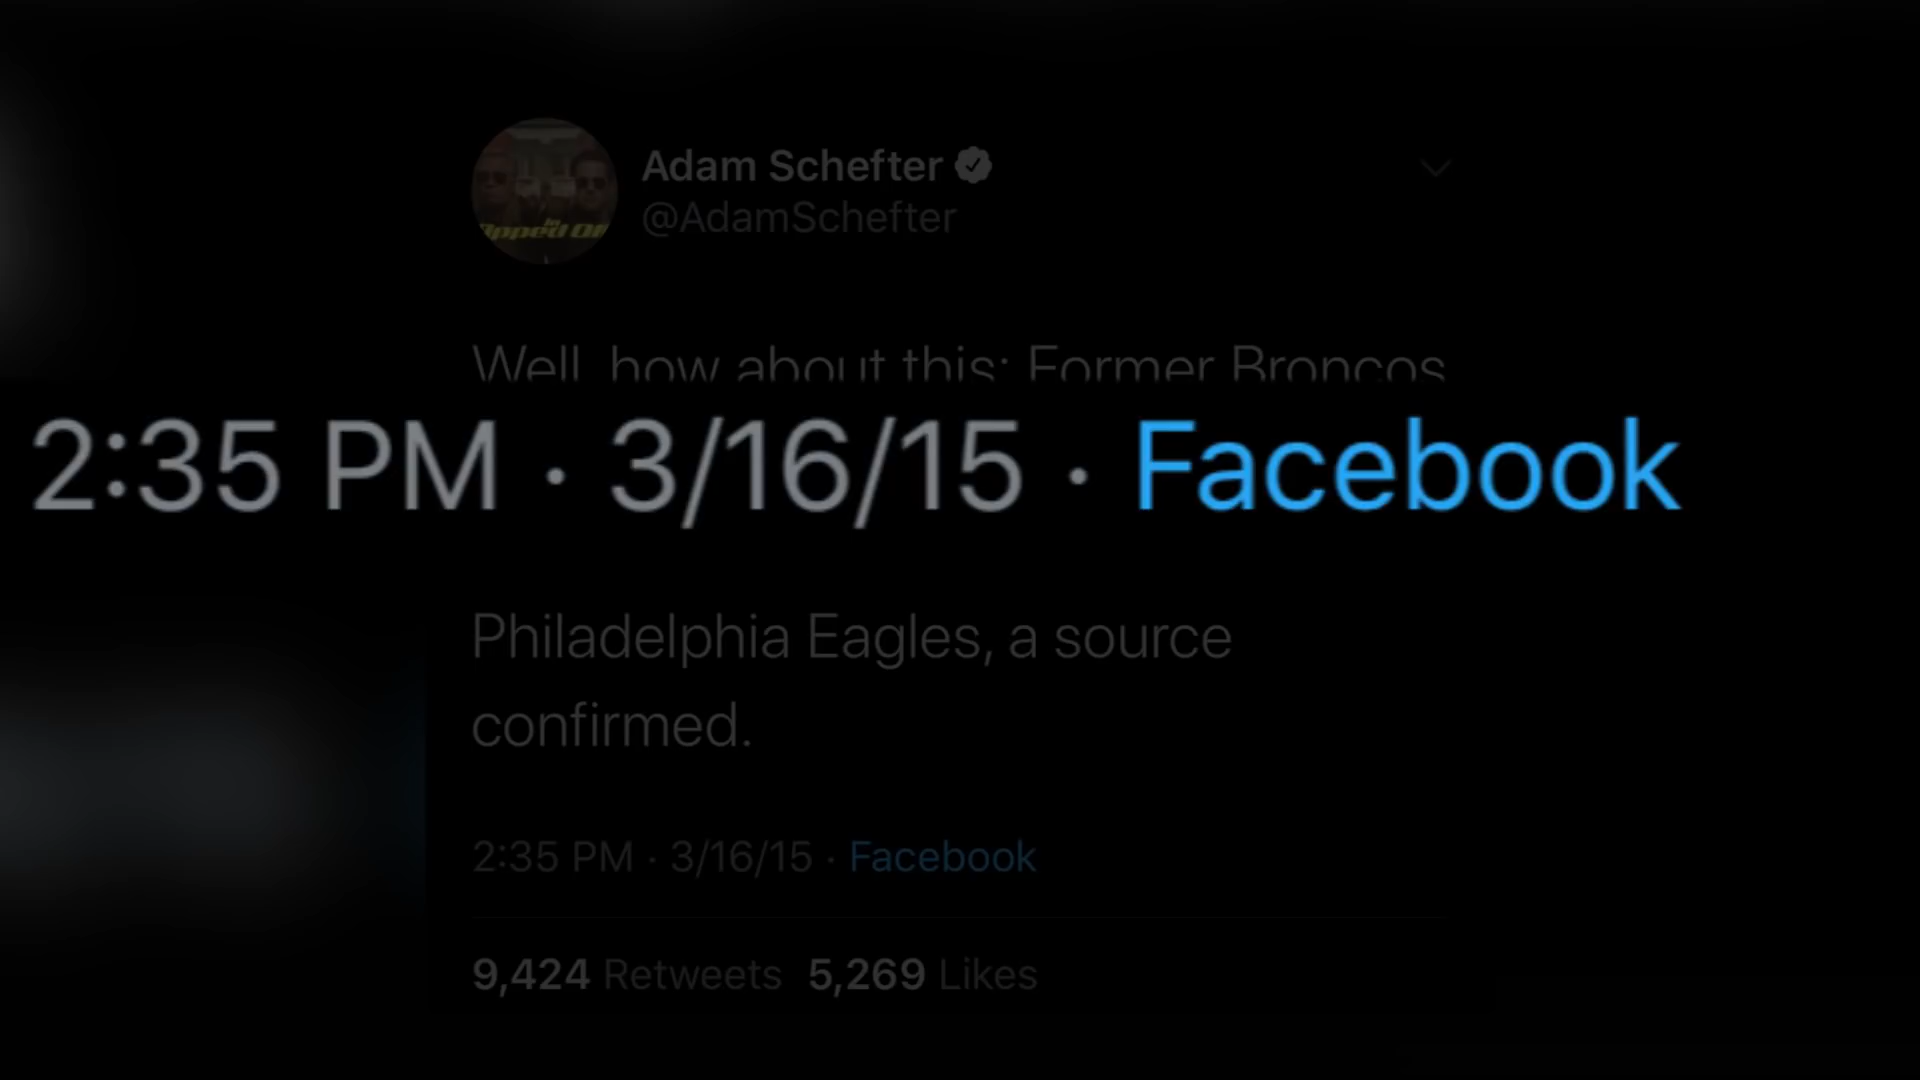 Adam Schefter
@AdamSchefter
Well, how about this: Former Broncos
2:35 PM · 3/16/15 · Facebook
Philadelphia Eagles, a source
confirmed.
2:35 PM · 3/16/15 · Facebook
9,424 Retweets 5,269 Likes